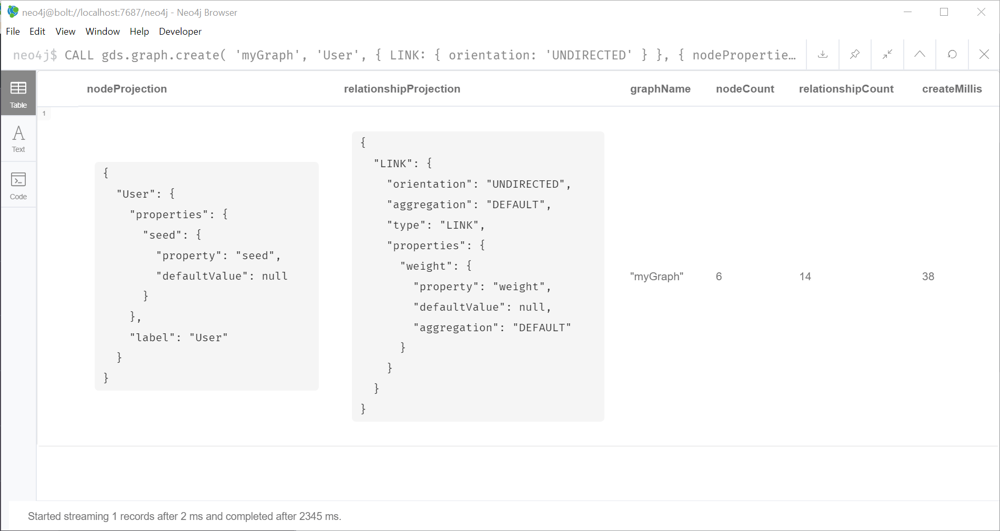 neo4j@bolt://localhost:7687/neo4j - Neo4j Browser
File Edit View Window Help Developer
neo4j$ CALL gds.graph.create( 'myGraph', 'User', { LINK: { orientation: 'UNDIRECTED' } }, { nodePropertie…
Table
Text
Code
nodeProjection relationshipProjection graphName nodeCount relationshipCount createMillis
1
{
  "User": {
    "properties": {
      "seed": {
        "property": "seed",
        "defaultValue": null
      }
    },
    "label": "User"
  }
}
{
  "LINK": {
    "orientation": "UNDIRECTED",
    "aggregation": "DEFAULT",
    "type": "LINK",
    "properties": {
      "weight": {
        "property": "weight",
        "defaultValue": null,
        "aggregation": "DEFAULT"
      }
    }
  }
}
"myGraph" 6 14 38
Started streaming 1 records after 2 ms and completed after 2345 ms.